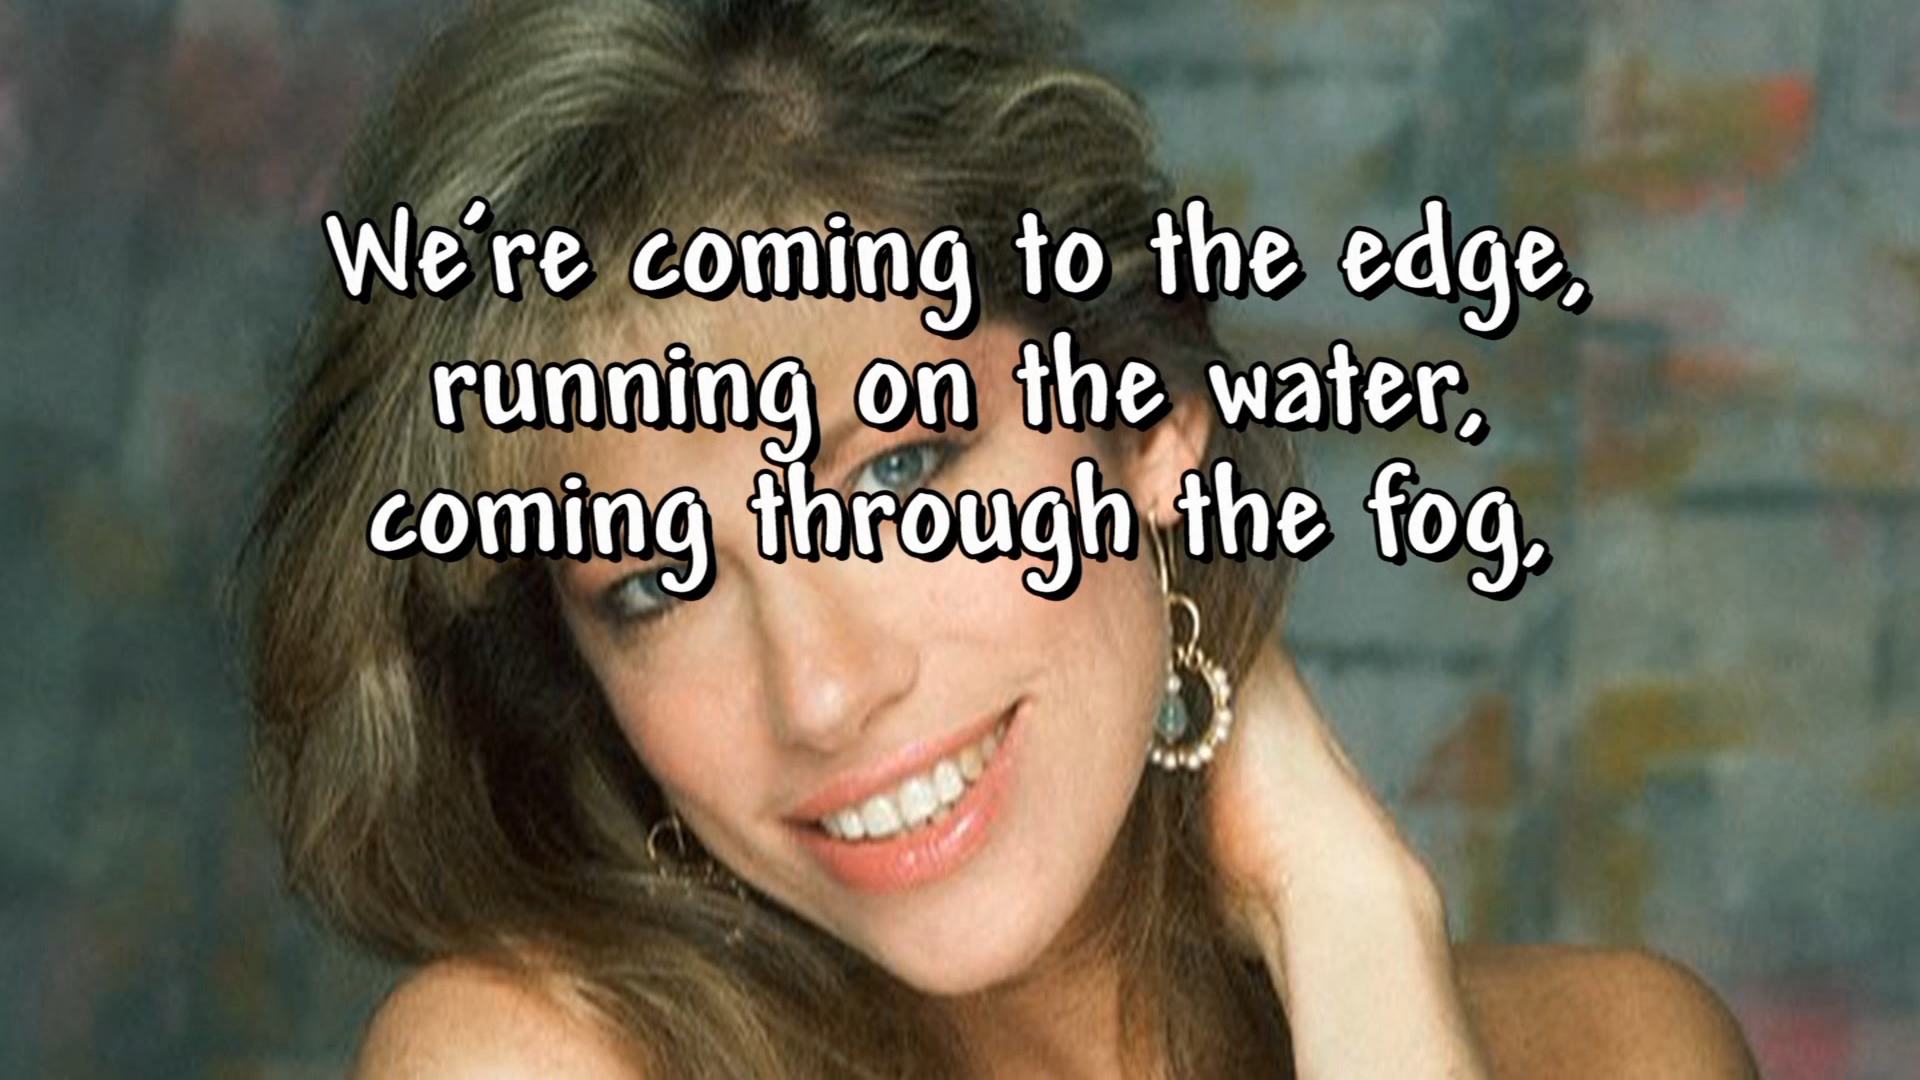 We're coming to the edge,
running on the water,
coming through the fog,